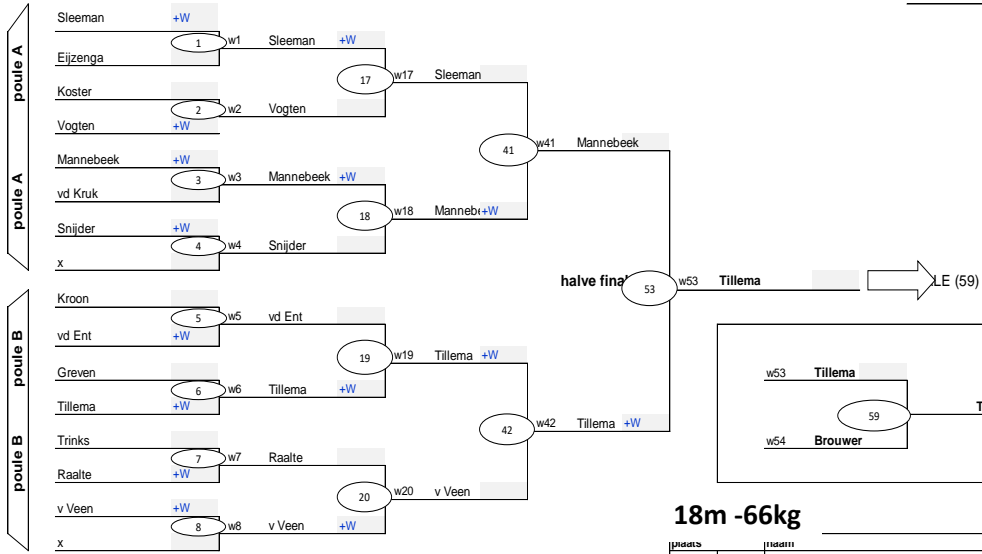 Sleeman +W
1 w1 Sleeman +W
Eijzenga
poule A
17 w17 Sleeman
Koster
2 w2 Vogten
Vogten +W
41 w41 Mannebeek
Mannebeek +W
3 w3 Mannebeek +W
vd Kruk
poule A
18 w18 Mannebe +W
Snijder +W
4 w4 Snijder
x
halve final 53 w53 Tillema LE (59)
Kroon
5 w5 vd Ent
vd Ent +W
poule B
19 w19 Tillema +W
Greven
6 w6 Tillema +W
Tillema +W
42 w42 Tillema +W
Trinks
7 w7 Raalte
Raalte +W
poule B
20 w20 v Veen
v Veen +W
8 w8 v Veen +W
x
w53 Tillema
59 T
w54 Brouwer
18m -66kg
plaats naam